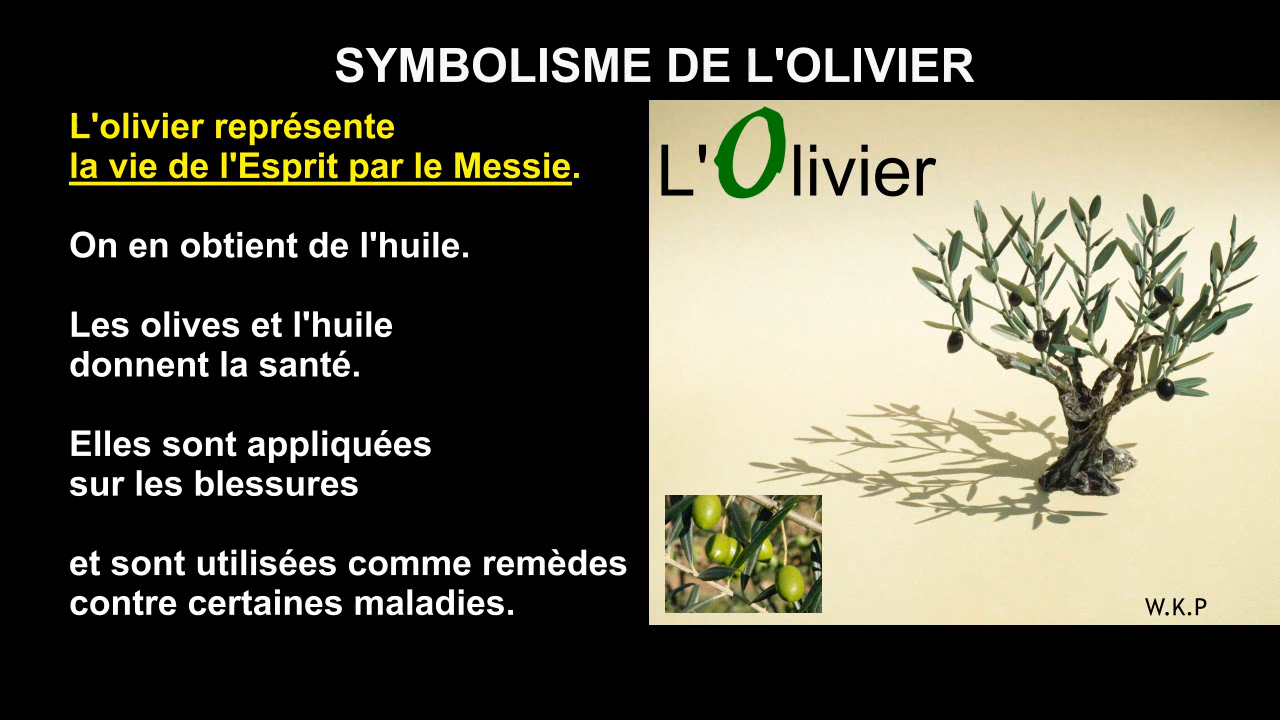 SYMBOLISME DE L'OLIVIER
L'olivier représente
la vie de l'Esprit par le Messie.
On en obtient de l'huile.
Les olives et l'huile
donnent la santé.
Elles sont appliquées
sur les blessures
et sont utilisées comme remèdes
contre certaines maladies.
L'Olivier
W.K.P